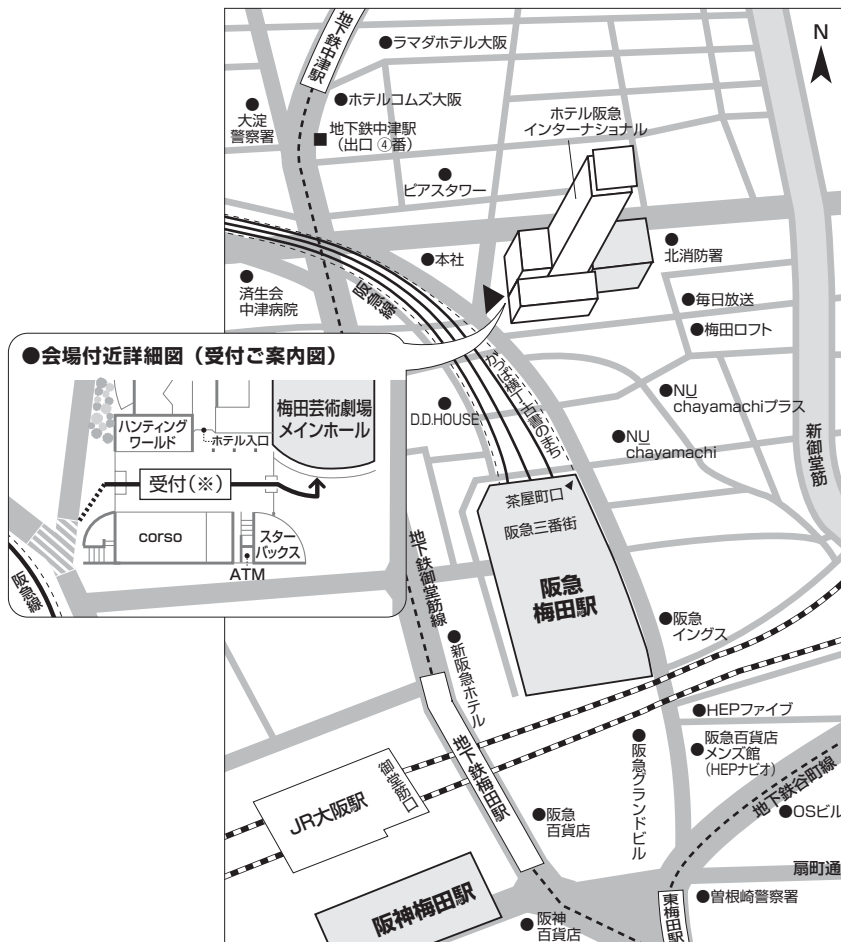 N
地下鉄中津駅
●ラマダホテル大阪
●ホテルコムズ大阪
●
大淀
警察署
■ 地下鉄中津駅
(出口 ④番)
ホテル阪急
インターナショナル
●
ピアスタワー
●本社
●
北消防署
●
済生会
中津病院
阪急線
●毎日放送
●梅田ロフト
●会場付近詳細図(受付ご案内図)
梅田芸術劇場
メインホール
ハンティング
ワールド
ホテル入口
受付(※)
corso
スター
バックス
ATM
阪急線
●
D.D.HOUSE
かっぱ横丁・古書のまち
●NU
chayamachiプラス
●NU
chayamachi
新御堂筋
茶屋町口
阪急三番街
阪急
梅田駅
地下鉄御堂筋線
●新阪急ホテル
●阪急
イングス
●HEPファイブ
阪急百貨店
●メンズ館
(HEPナビオ)
地下鉄谷町線
●OSビル
●阪急グランドビル
地下鉄梅田駅
御堂筋口
JR大阪駅
●阪急
百貨店
扇町通
阪神梅田駅
●曽根崎警察署
東梅田駅
●阪神
百貨店